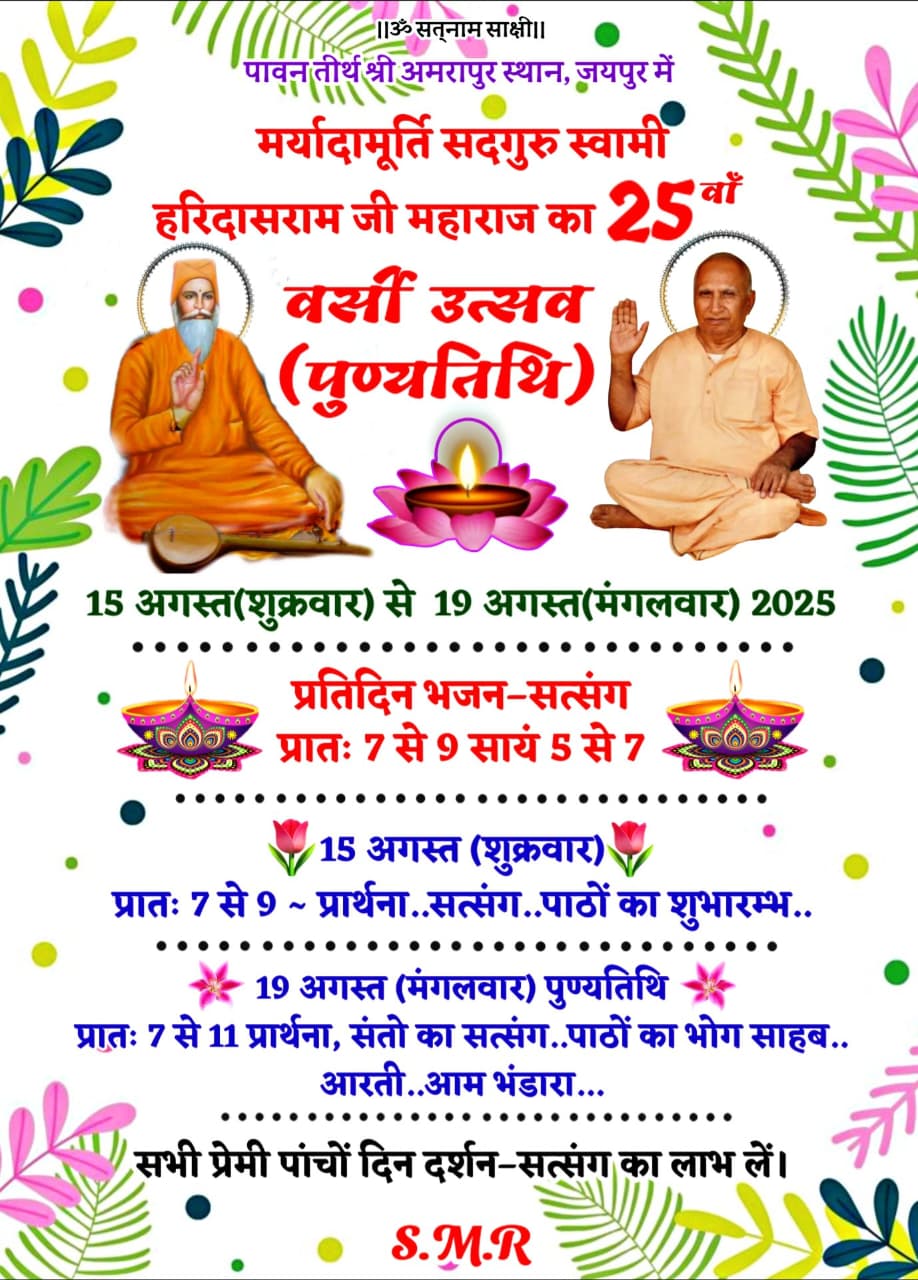 ||ॐ सत्नाम साक्षी||
पावन तीर्थ श्री अमरापुर स्थान, जयपुर में
मर्यादामूर्ति सदगुरु स्वामी
हरिदासराम जी महाराज का 25वाँ
वर्सी उत्सव
(पुण्यतिथि)
15 अगस्त(शुक्रवार) से 19 अगस्त(मंगलवार) 2025
प्रतिदिन भजन–सत्संग
प्रातः 7 से 9 सायं 5 से 7
15 अगस्त (शुक्रवार)
प्रातः 7 से 9 ~ प्रार्थना..सत्संग..पाठों का शुभारम्भ..
19 अगस्त (मंगलवार) पुण्यतिथि
प्रातः 7 से 11 प्रार्थना, संतो का सत्संग..पाठों का भोग साहब..
आरती..आम भंडारा...
सभी प्रेमी पांचों दिन दर्शन–सत्संग का लाभ लें।
S.M.R